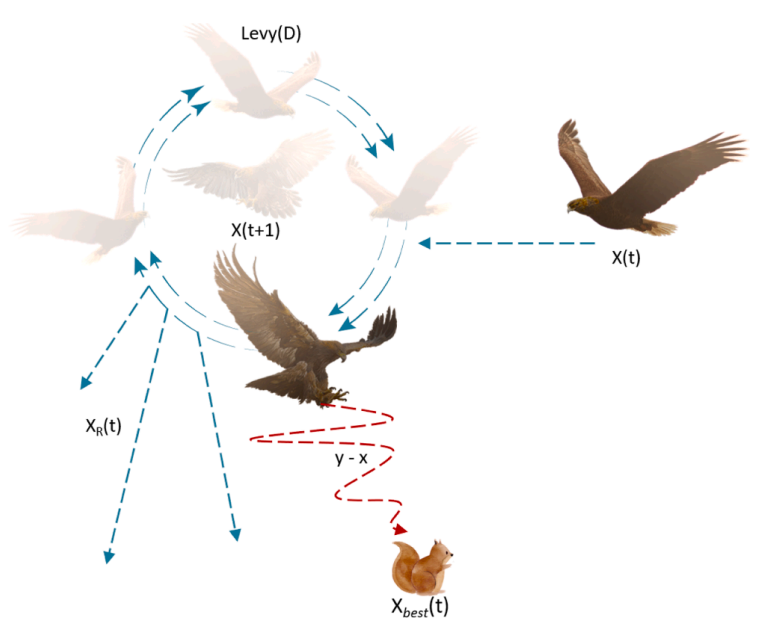 Levy(D)
X(t+1)
X(t)
X_R(t)
y - x
X_best(t)